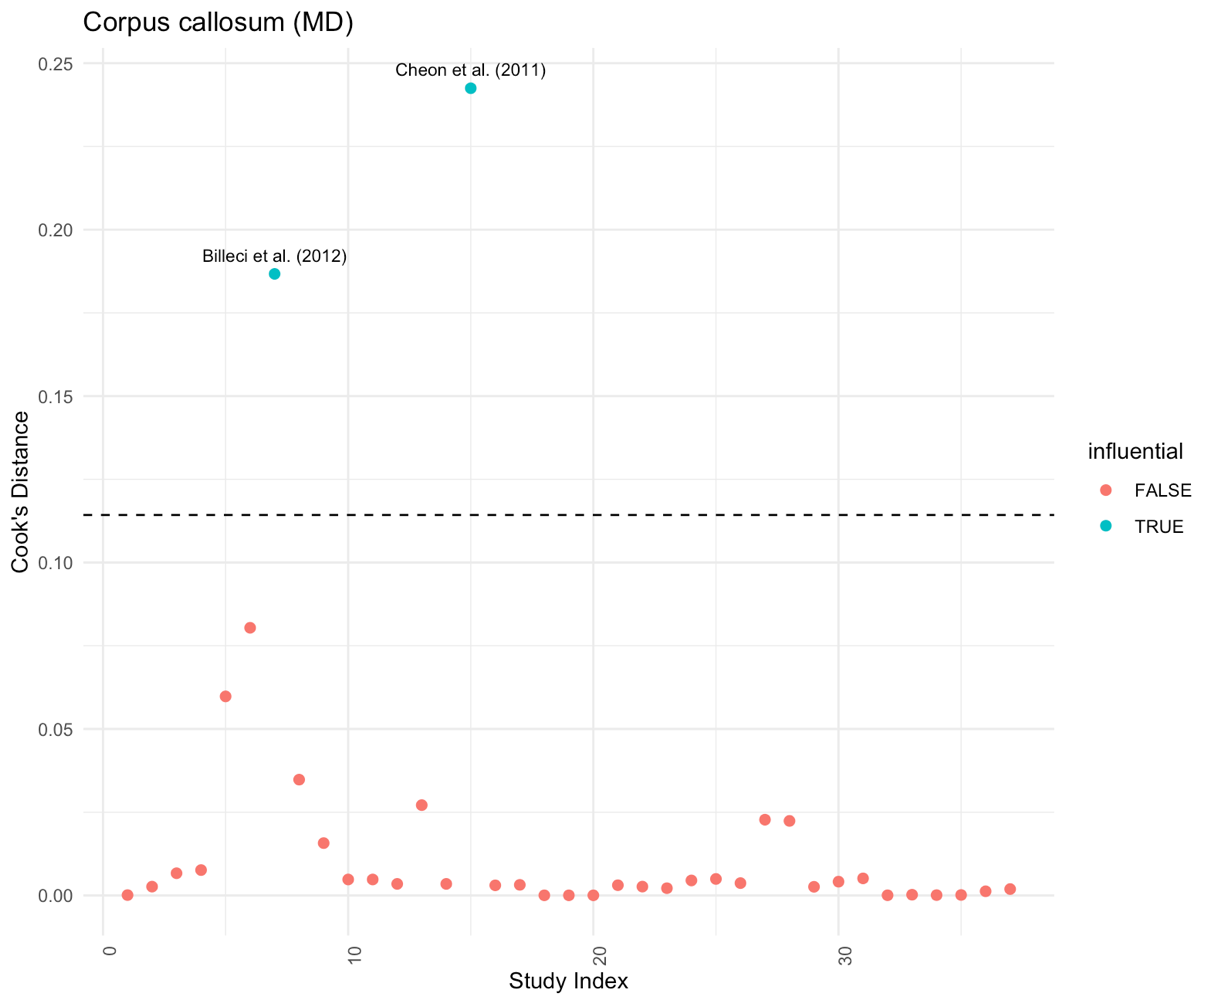 Corpus callosum (MD)
0.25
0.20
0.15
0.10
0.05
0.00
Cook's Distance
Cheon et al. (2011)
Billeci et al. (2012)
0
10
20
30
Study Index
influential
FALSE
TRUE